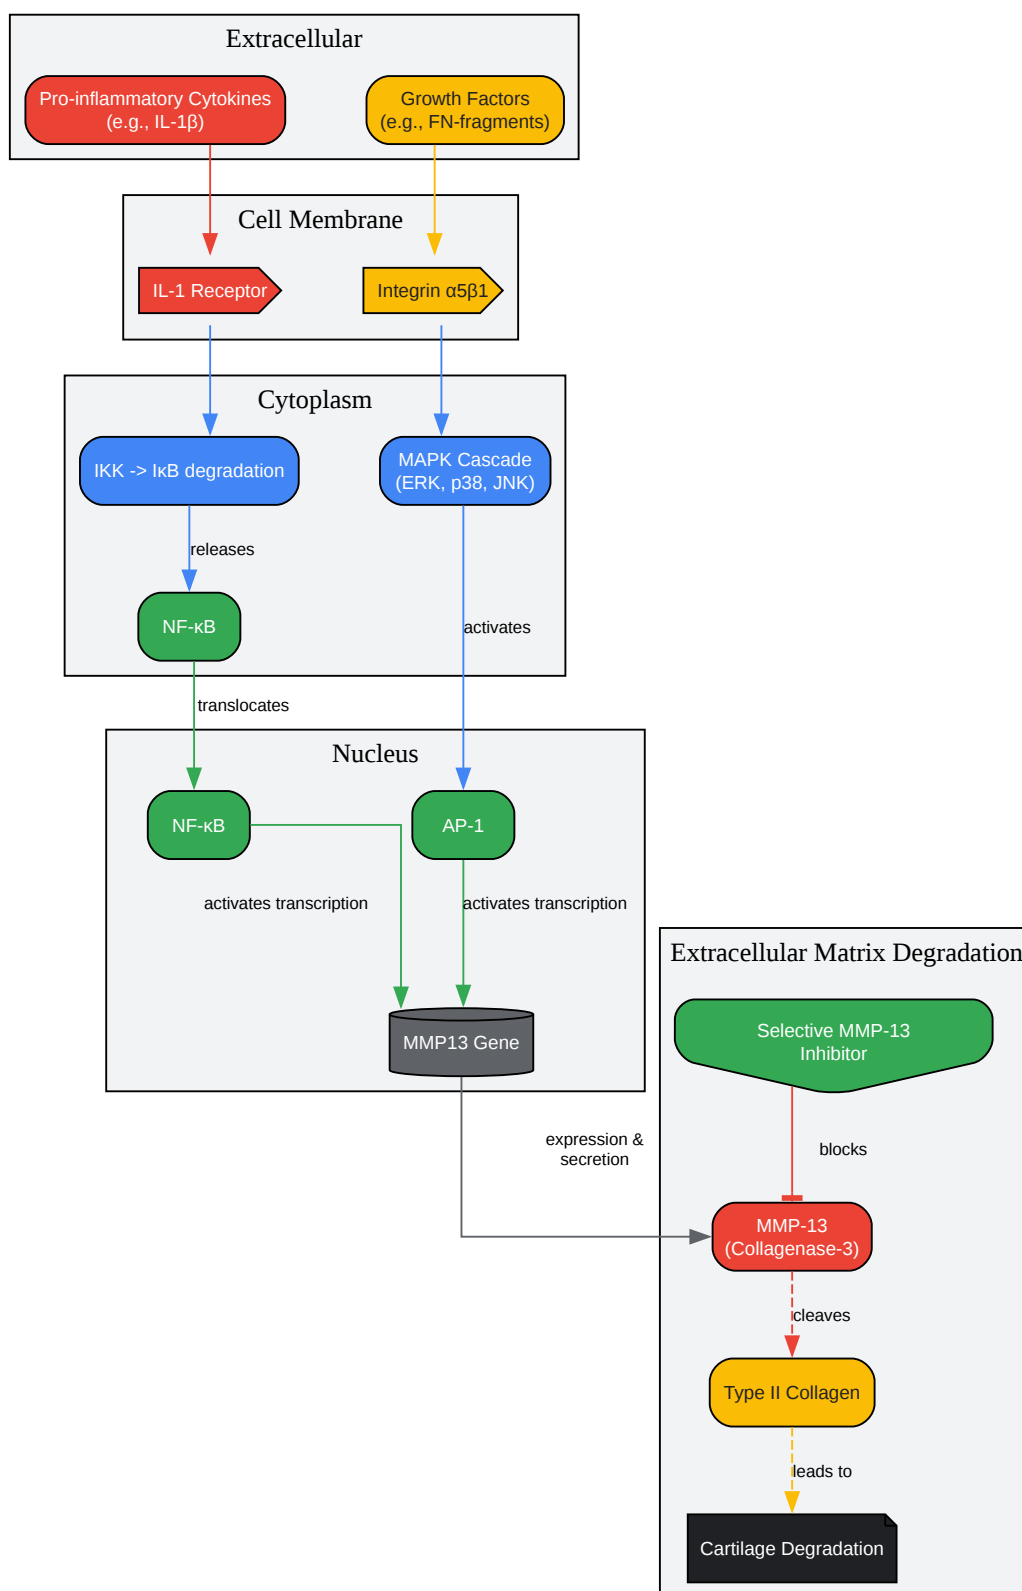 Extracellular
Pro-inflammatory Cytokines
(e.g., IL-1β)
Growth Factors
(e.g., FN-fragments)
Cell Membrane
IL-1 Receptor
Integrin α5β1
Cytoplasm
IKK -> IκB degradation
MAPK Cascade
(ERK, p38, JNK)
releases
NF-κB
activates
translocates
Nucleus
NF-κB
AP-1
activates transcription
activates transcription
MMP13 Gene
expression &
secretion
Extracellular Matrix Degradation
Selective MMP-13
Inhibitor
blocks
MMP-13
(Collagenase-3)
cleaves
Type II Collagen
leads to
Cartilage Degradation